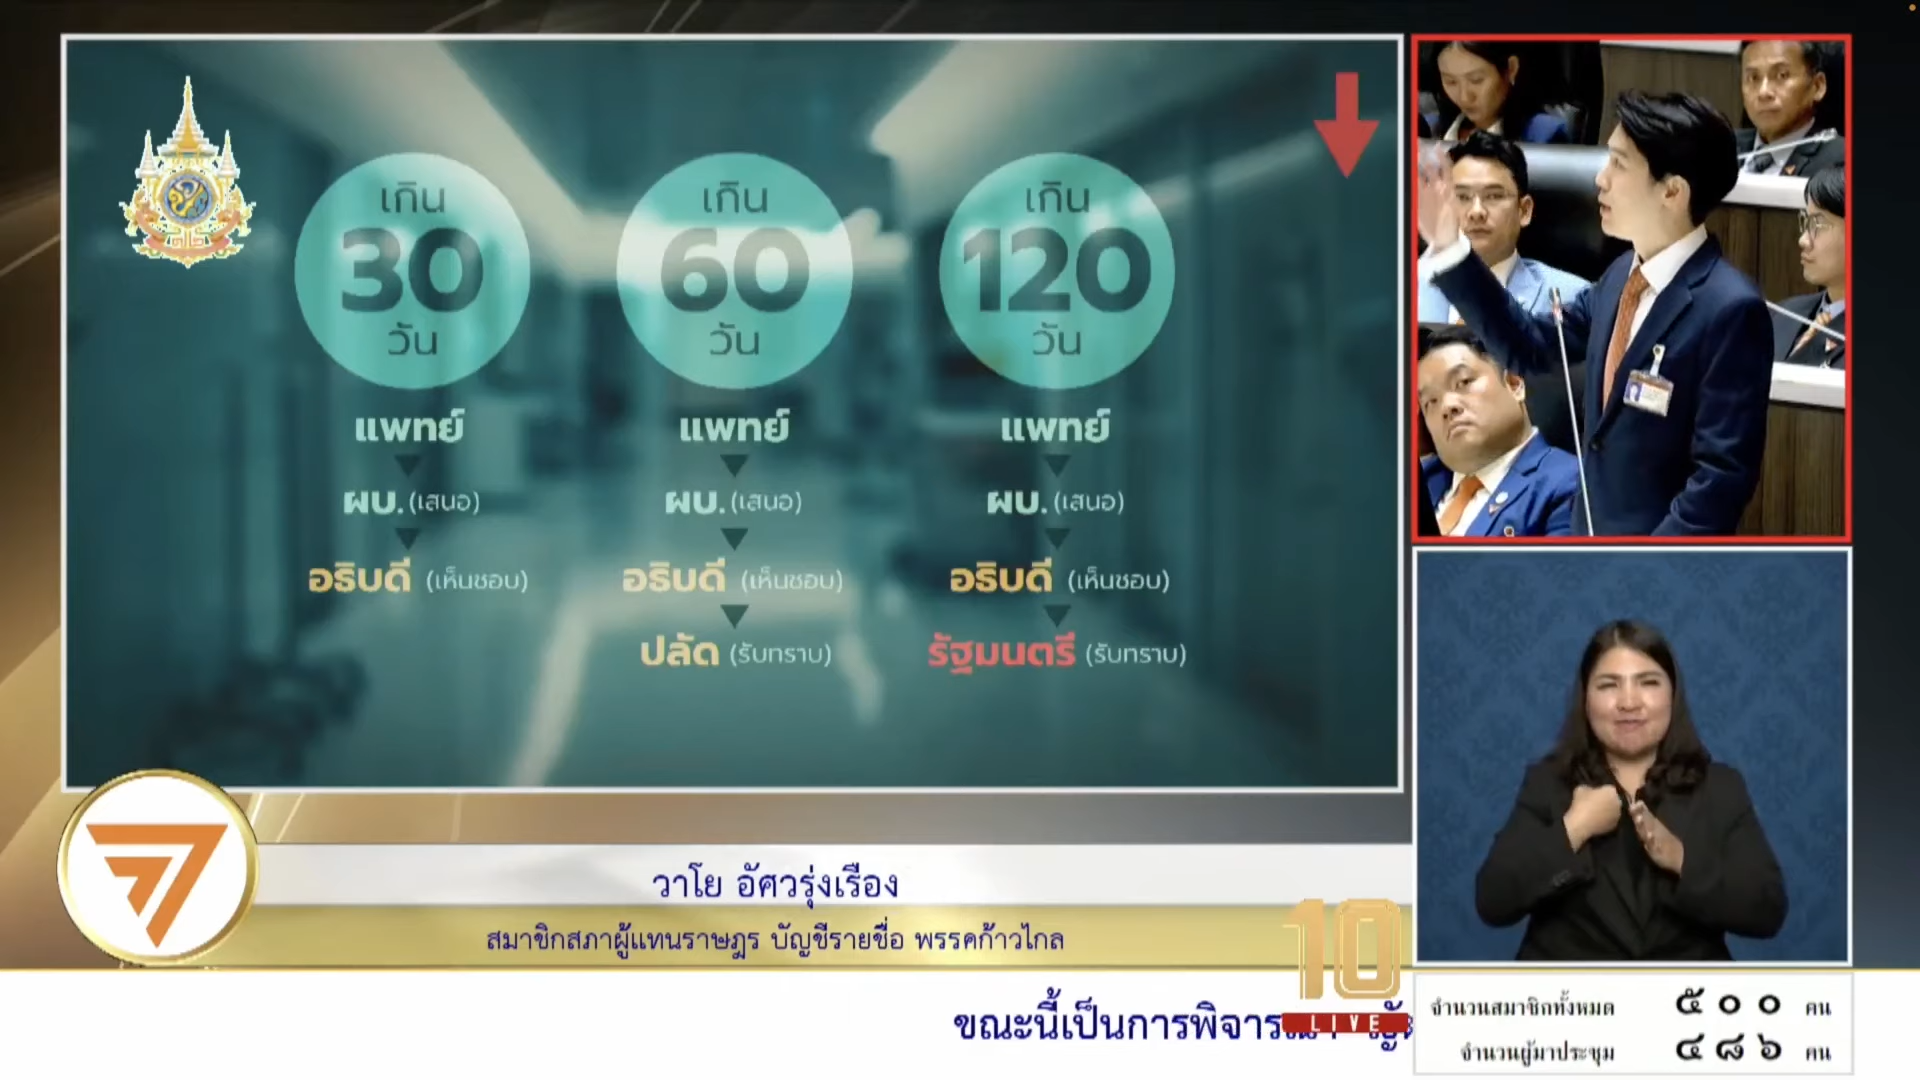 เกิน
30
วัน
แพทย์
ผบ. (เสนอ)
อธิบดี (เห็นชอบ)
เกิน
60
วัน
แพทย์
ผบ. (เสนอ)
อธิบดี (เห็นชอบ)
ปลัด (รับทราบ)
เกิน
120
วัน
แพทย์
ผบ. (เสนอ)
อธิบดี (เห็นชอบ)
รัฐมนตรี (รับทราบ)
วาโย อัศวรุ่งเรือง
สมาชิกสภาผู้แทนราษฎร บัญชีรายชื่อ พรรคก้าวไกล
10
LIVE
ขณะนี้เป็นการพิจารณา
จำนวนสมาชิกทั้งหมด ๕๐๐ คน
จำนวนผู้มาประชุม ๔๘๖ คน